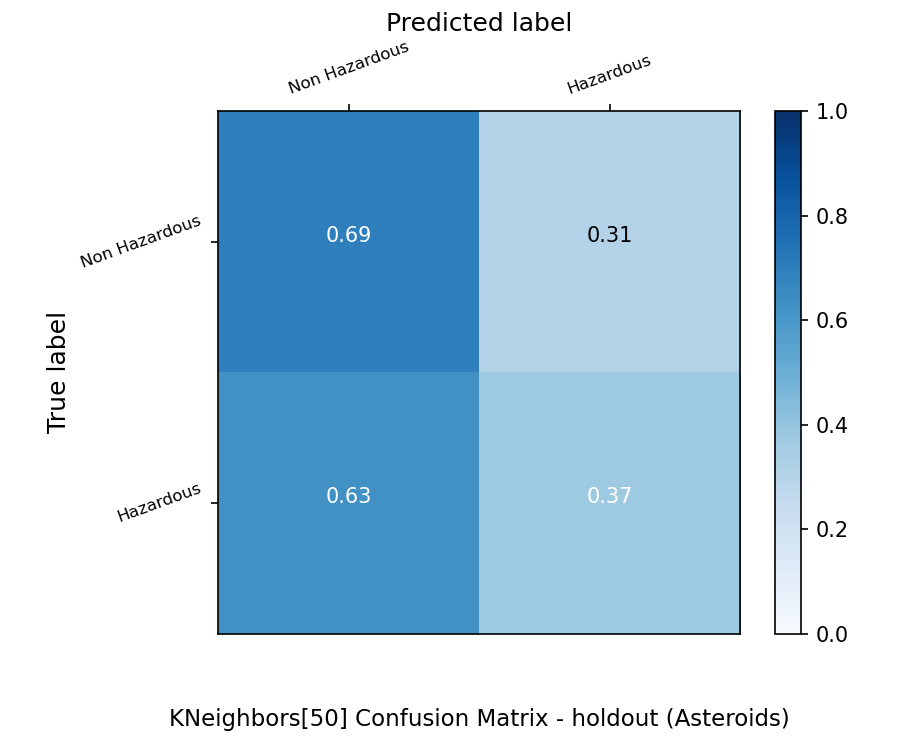 Predicted label
Non Hazardous
Hazardous
1.0
0.8
0.6
0.4
0.2
0.0
True label
Non Hazardous
0.69
0.31
Hazardous
0.63
0.37
KNeighbors[50] Confusion Matrix - holdout (Asteroids)